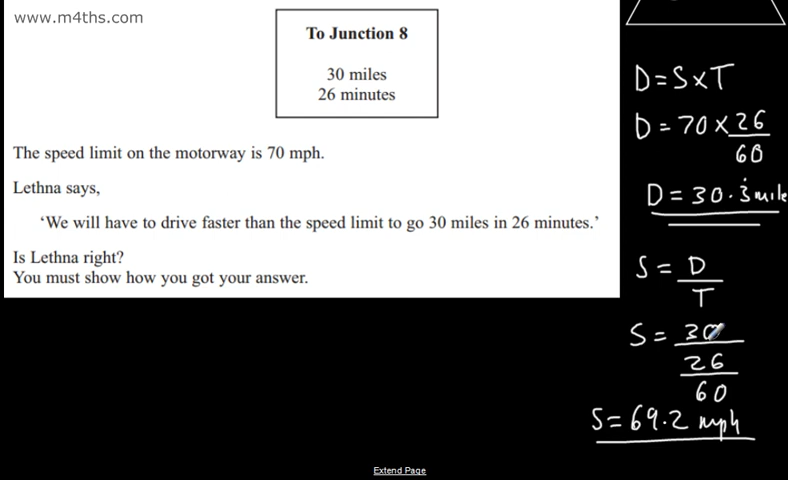 www.m4ths.com
To Junction 8
30 miles
26 minutes
The speed limit on the motorway is 70 mph.
Lethna says,
‘We will have to drive faster than the speed limit to go 30 miles in 26 minutes.’
Is Lethna right?
You must show how you got your answer.
D = S x T
D = 70 x 26
60
D = 30.3̇ mile
S = D
T
S = 30
26
60
S = 69.2 mph
Extend Page